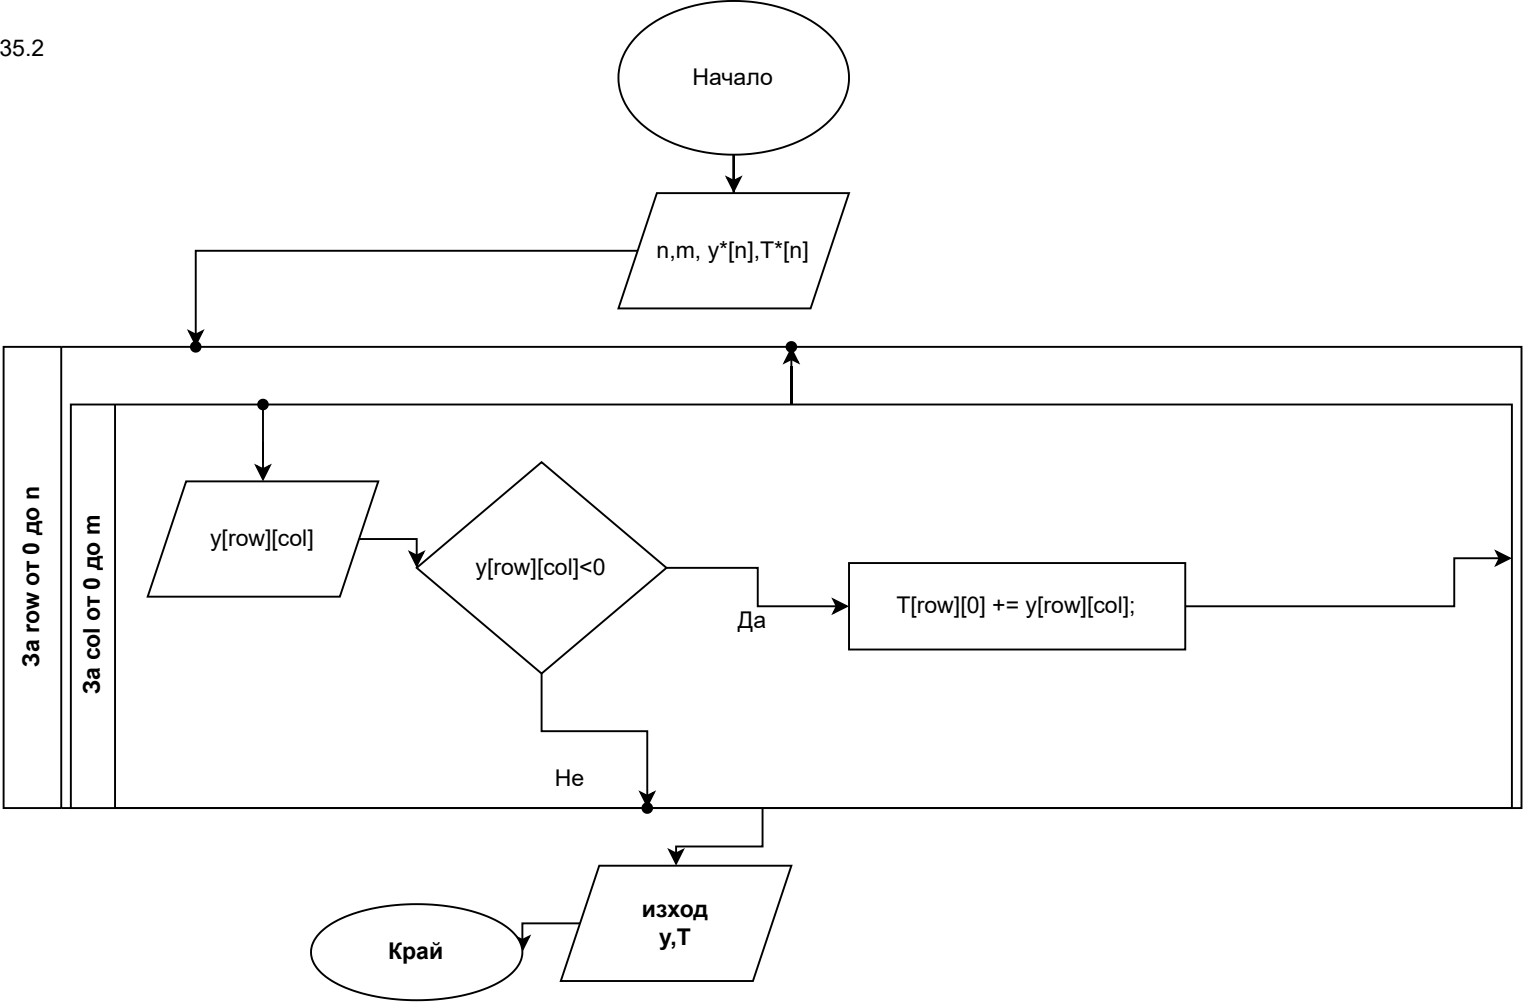 35.2
Начало
n,m, y*[n],T*[n]
За row от 0 до n
За col от 0 до m
y[row][col]
y[row][col]<0
Да
T[row][0] += y[row][col];
Не
изход
y,T
Край